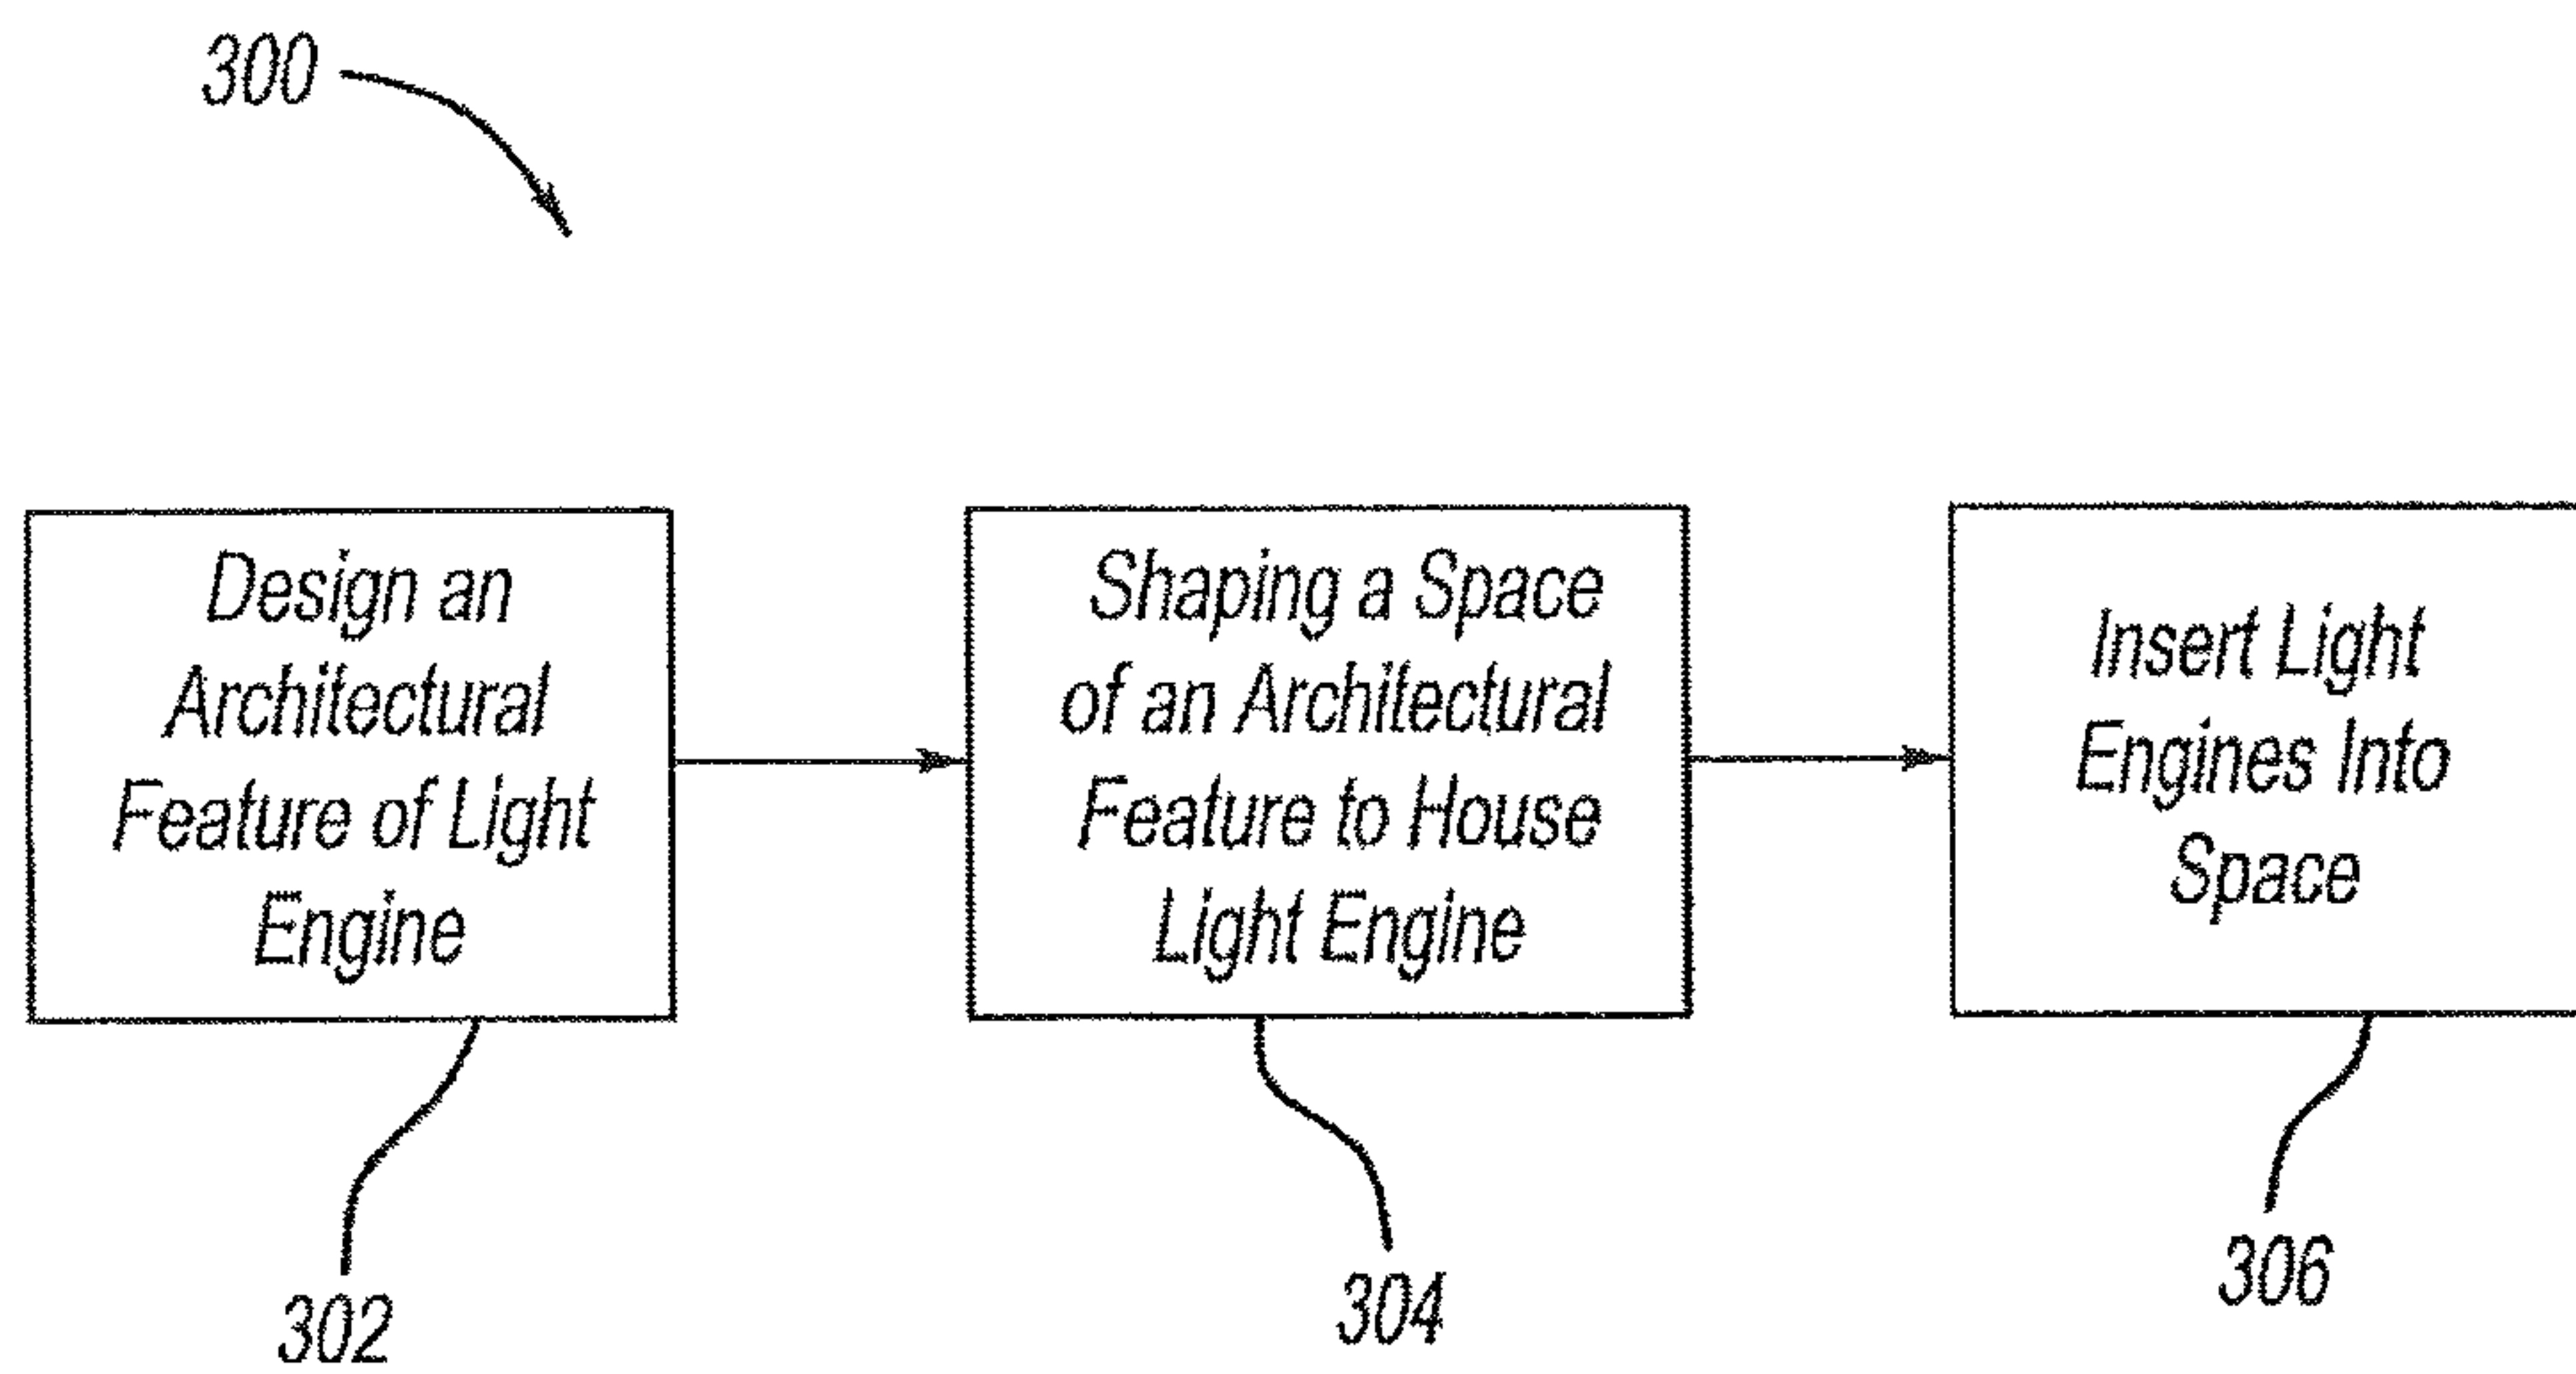 300
Design an
Architectural
Feature of Light
Engine
Shaping a Space
of an Architectural
Feature to House
Light Engine
Insert Light
Engines Into
Space
302
304
306